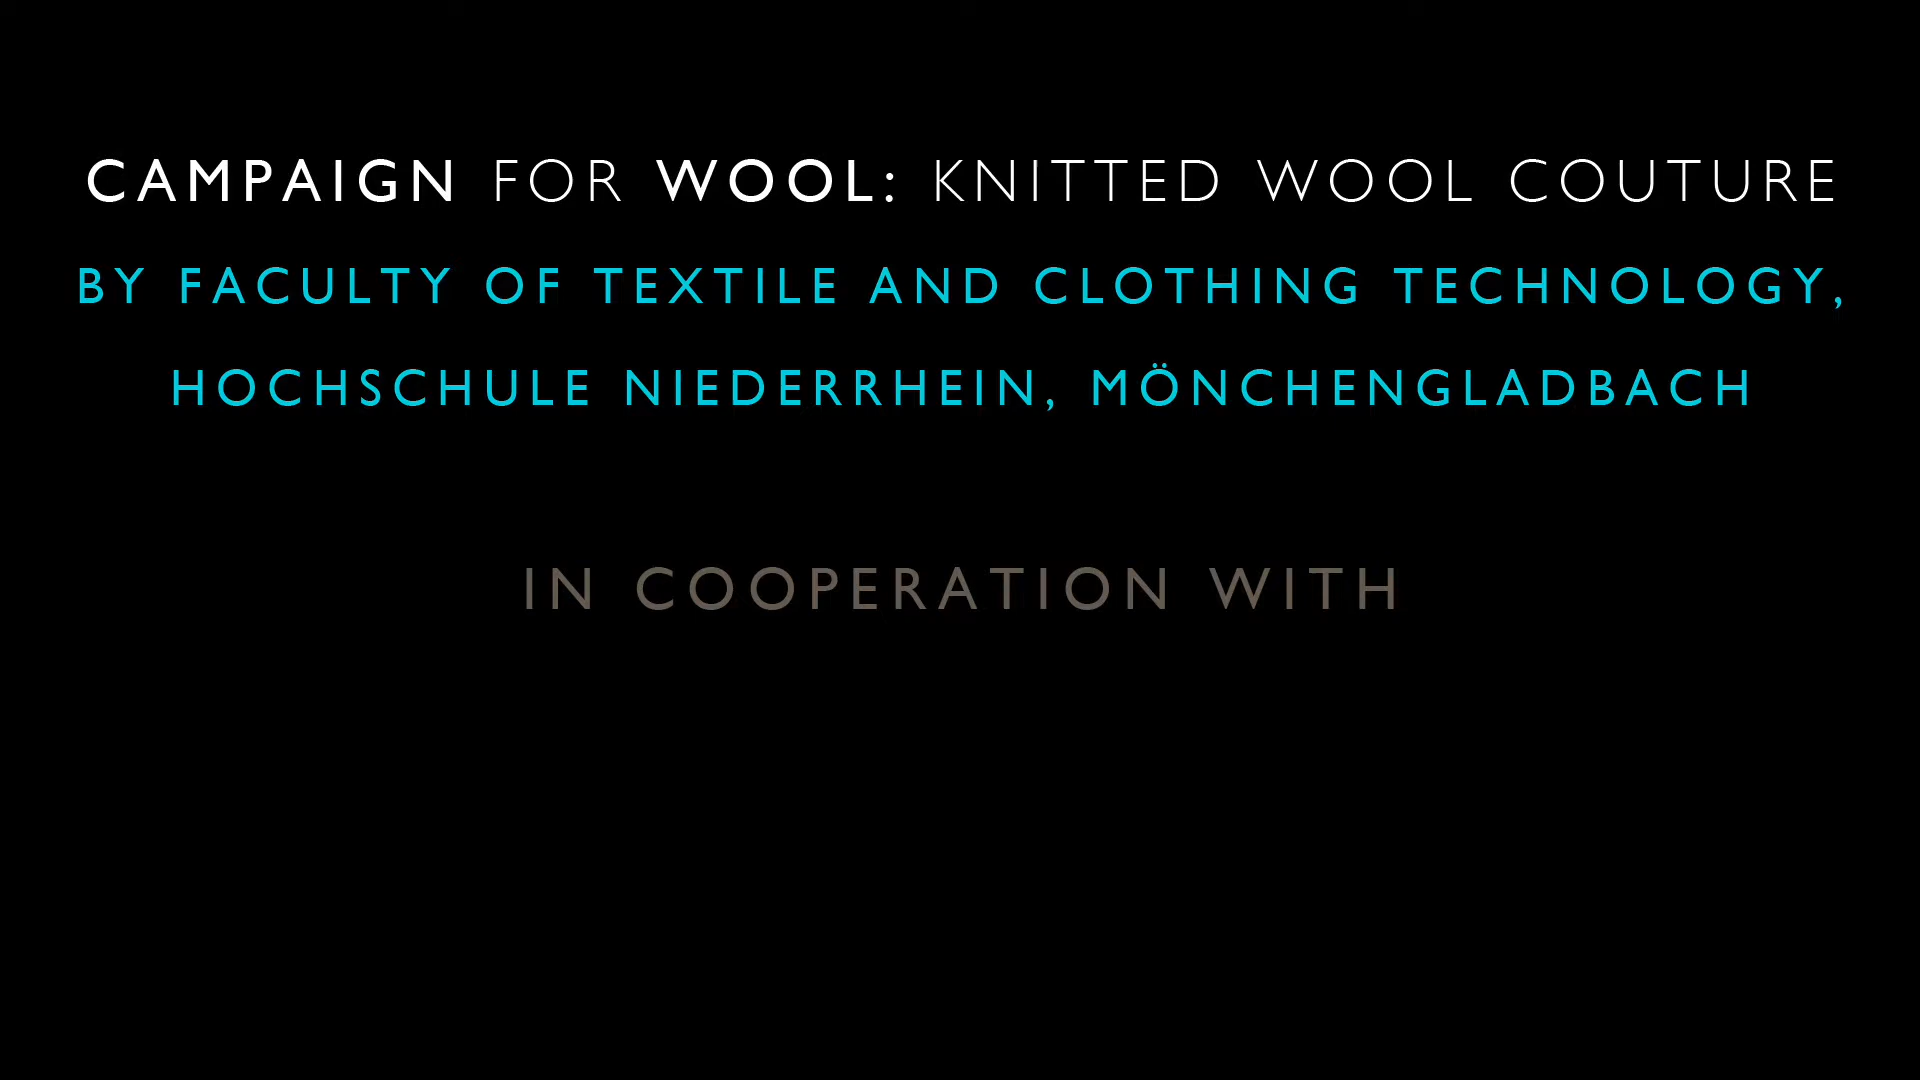 CAMPAIGN FOR WOOL: KNITTED WOOL COUTURE
BY FACULTY OF TEXTILE AND CLOTHING TECHNOLOGY,
HOCHSCHULE NIEDERRHEIN, MÖNCHENGLADBACH
IN COOPERATION WITH